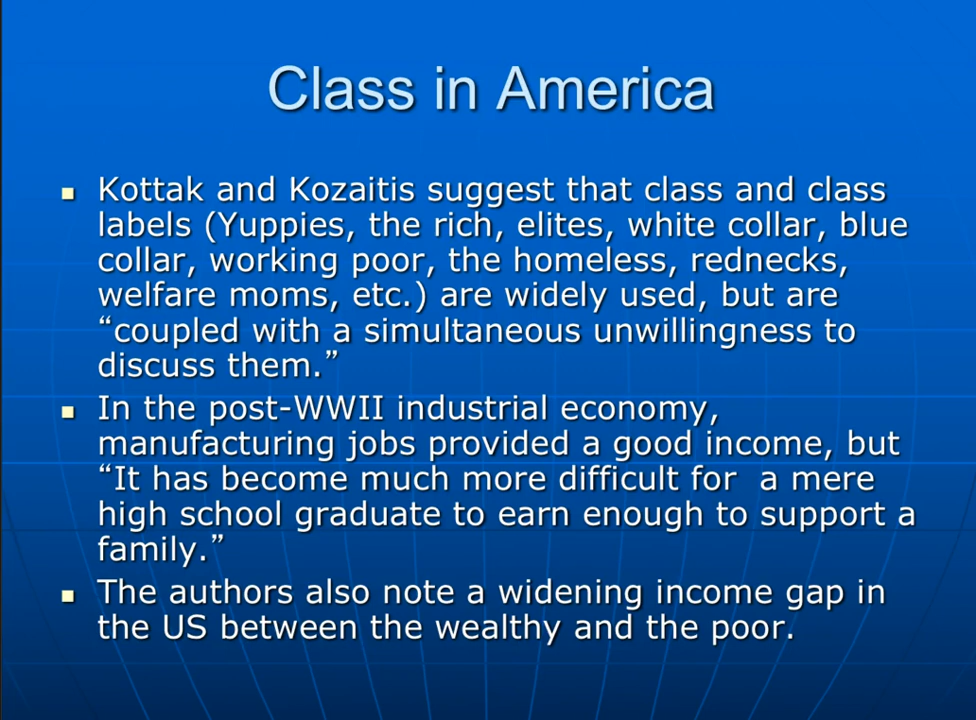 Class in America
▪ Kottak and Kozaitis suggest that class and class
labels (Yuppies, the rich, elites, white collar, blue
collar, working poor, the homeless, rednecks,
welfare moms, etc.) are widely used, but are
“coupled with a simultaneous unwillingness to
discuss them.”
▪ In the post-WWII industrial economy,
manufacturing jobs provided a good income, but
“It has become much more difficult for  a mere
high school graduate to earn enough to support a
family.”
▪ The authors also note a widening income gap in
the US between the wealthy and the poor.